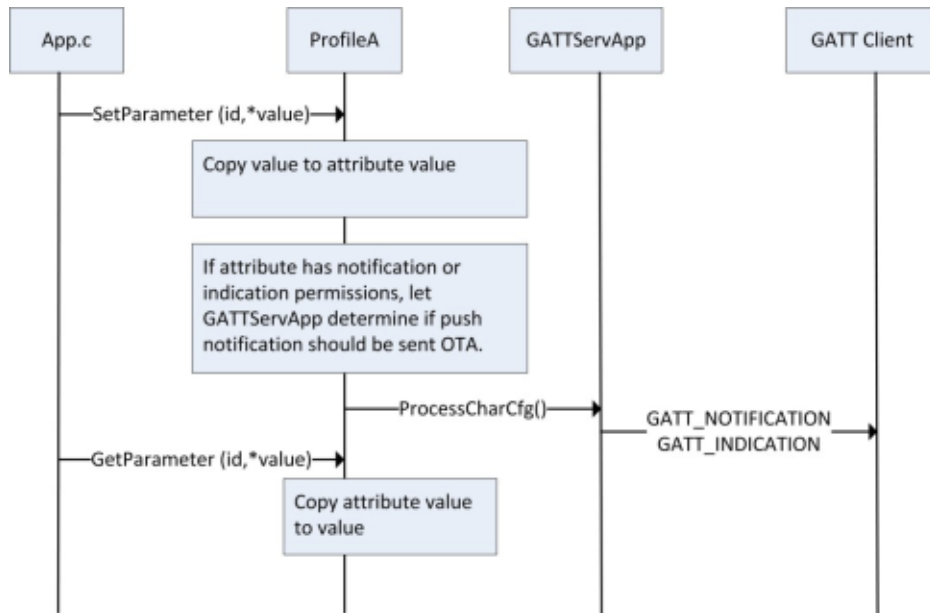 App.c
ProfileA
GATTServApp
GATT Client
SetParameter (id,*value)
Copy value to attribute value
If attribute has notification or
indication permissions, let
GATTServApp determine if push
notification should be sent OTA.
ProcessCharCfg()
GATT_NOTIFICATION
GATT_INDICATION
GetParameter (id,*value)
Copy attribute value
to value